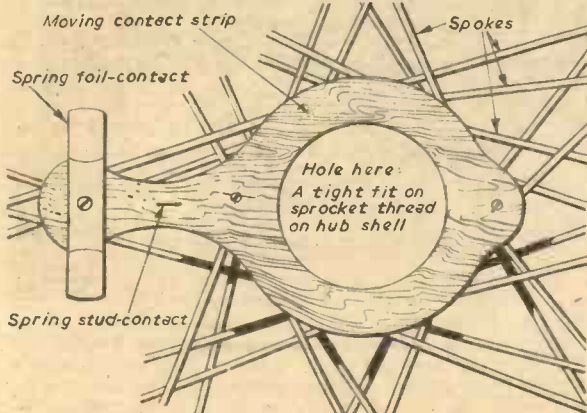 Moving contact strip
Spokes
Spring foil-contact
Hole here:
A tight fit on
sprocket thread
on hub shell
Spring stud-contact